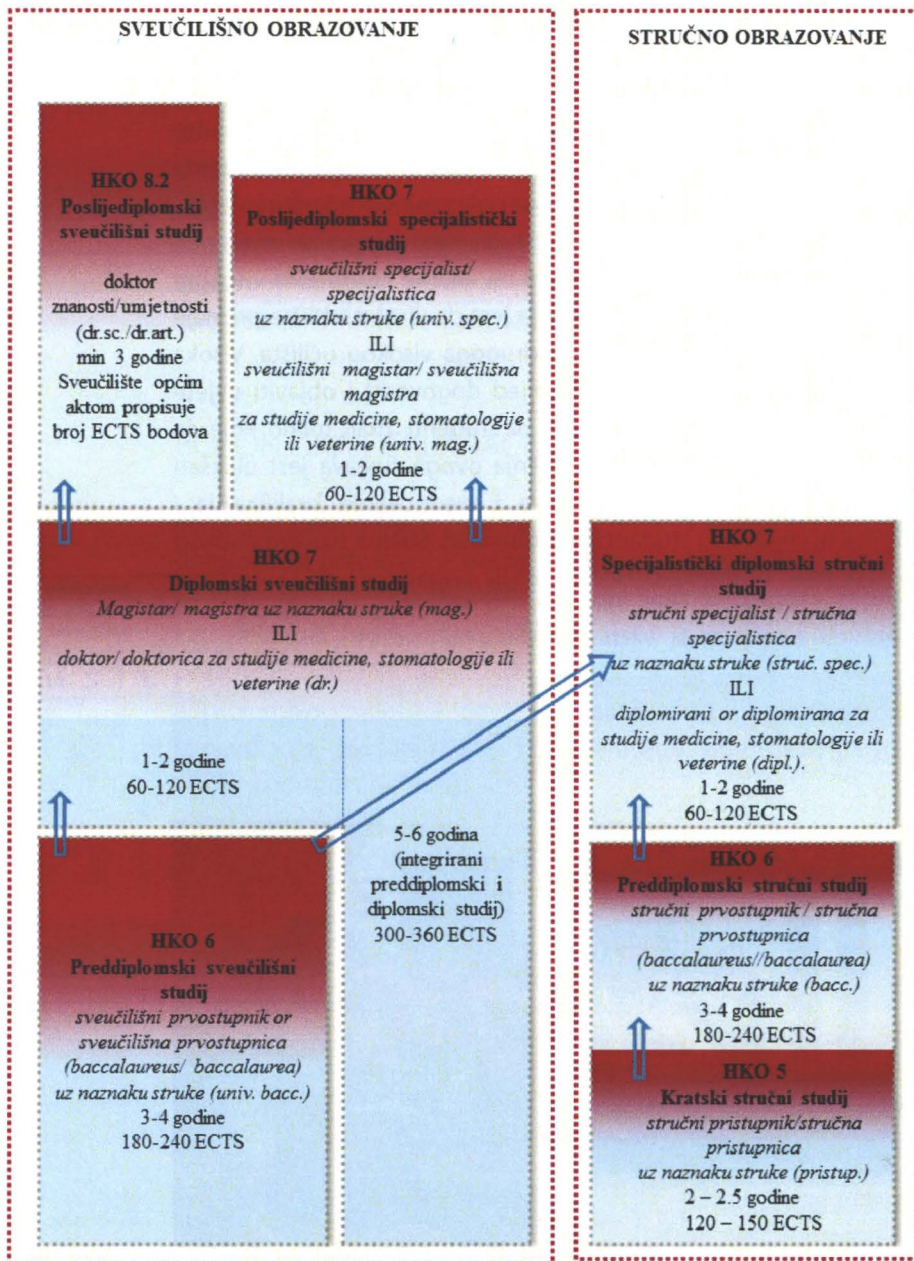 SVEUČILIŠNO OBRAZOVANJE
HKO 8.2
Poslijediplomski
sveučilišni studij
doktor
znanosti/umjetnosti
(dr.sc./dr.art.)
min 3 godine
Sveučilište općim
aktom propisuje
broj ECTS bodova
HKO 7
Poslijediplomski specijalistički
studij
sveučilišni specijalist/
specijalistica
uz naznaku struke (univ. spec.)
ILI
sveučilišni magistar/ sveučilišna
magistra
za studije medicine, stomatologije
ili veterine (univ. mag.)
1-2 godine
60-120 ECTS
HKO 7
Diplomski sveučilišni studij
Magistar/ magistra uz naznaku struke (mag.)
ILI
doktor/ doktorica za studije medicine, stomatologije ili
veterine (dr.)
1-2 godine
60-120 ECTS
5-6 godina
(integrirani
preddiplomski i
diplomski studij)
300-360 ECTS
HKO 6
Preddiplomski sveučilišni
studij
sveučilišni prvostupnik or
sveučilišna prvostupnica
(baccalaureus/ baccalaurea)
uz naznaku struke (univ. bacc.)
3-4 godine
180-240 ECTS
STRUČNO OBRAZOVANJE
HKO 7
Specijalistički diplomski stručni
studij
stručni specijalist / stručna
specijalistica
uz naznaku struke (struč. spec.)
ILI
diplomirani or diplomirana za
studije medicine, stomatologije ili
veterine (dipl.).
1-2 godine
60-120 ECTS
HKO 6
Preddiplomski stručni studij
stručni prvostupnik / stručna
prvostupnica
(baccalaureus//baccalaurea)
uz naznaku struke (bacc.)
3-4 godine
180-240 ECTS
HKO 5
Kratski stručni studij
stručni pristupnik/stručna
pristupnica
uz naznaku struke (pristup.)
2 – 2.5 godine
120 – 150 ECTS